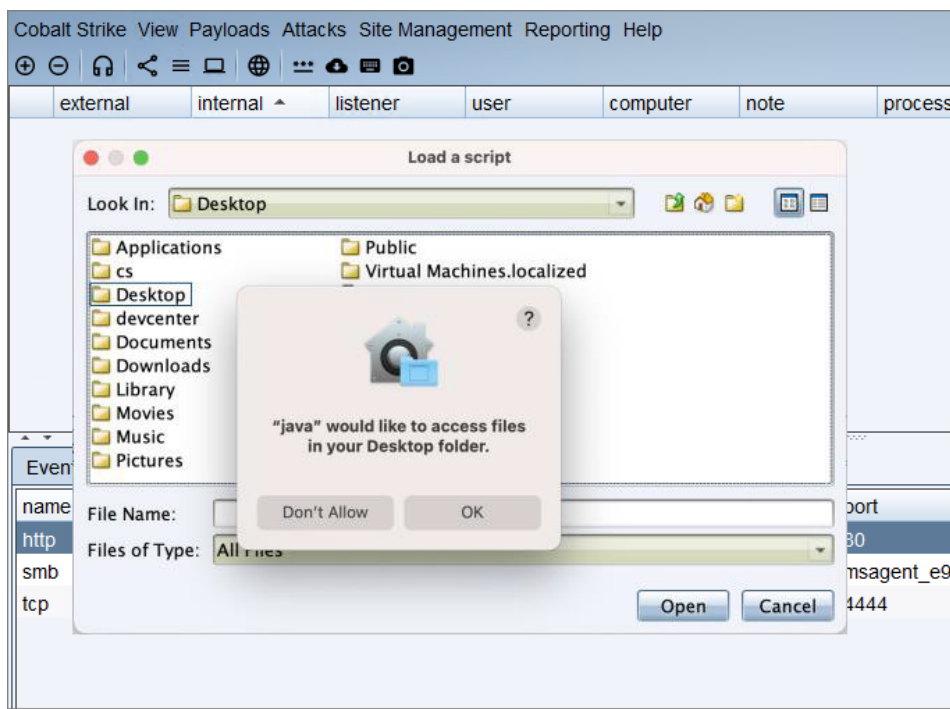 Cobalt Strike View Payloads Attacks Site Management Reporting Help
external internal listener user computer note process
Load a script
Look In: Desktop
Applications Public
cs Virtual Machines.localized
Desktop
devcenter
Documents
Downloads
Library
Movies
Music
Pictures
?
"java" would like to access files
in your Desktop folder.
Don't Allow OK
Even
name port
File Name:
http 80
Files of Type: All Files
smb msagent_e9
tcp 4444
Open Cancel